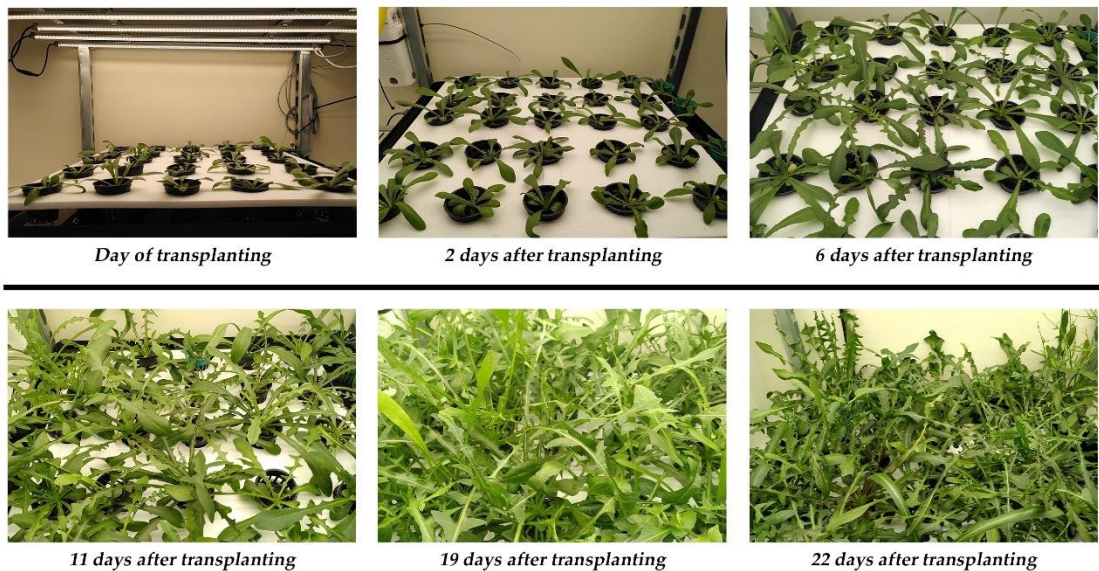 Day of transplanting
2 days after transplanting
6 days after transplanting
11 days after transplanting
19 days after transplanting
22 days after transplanting